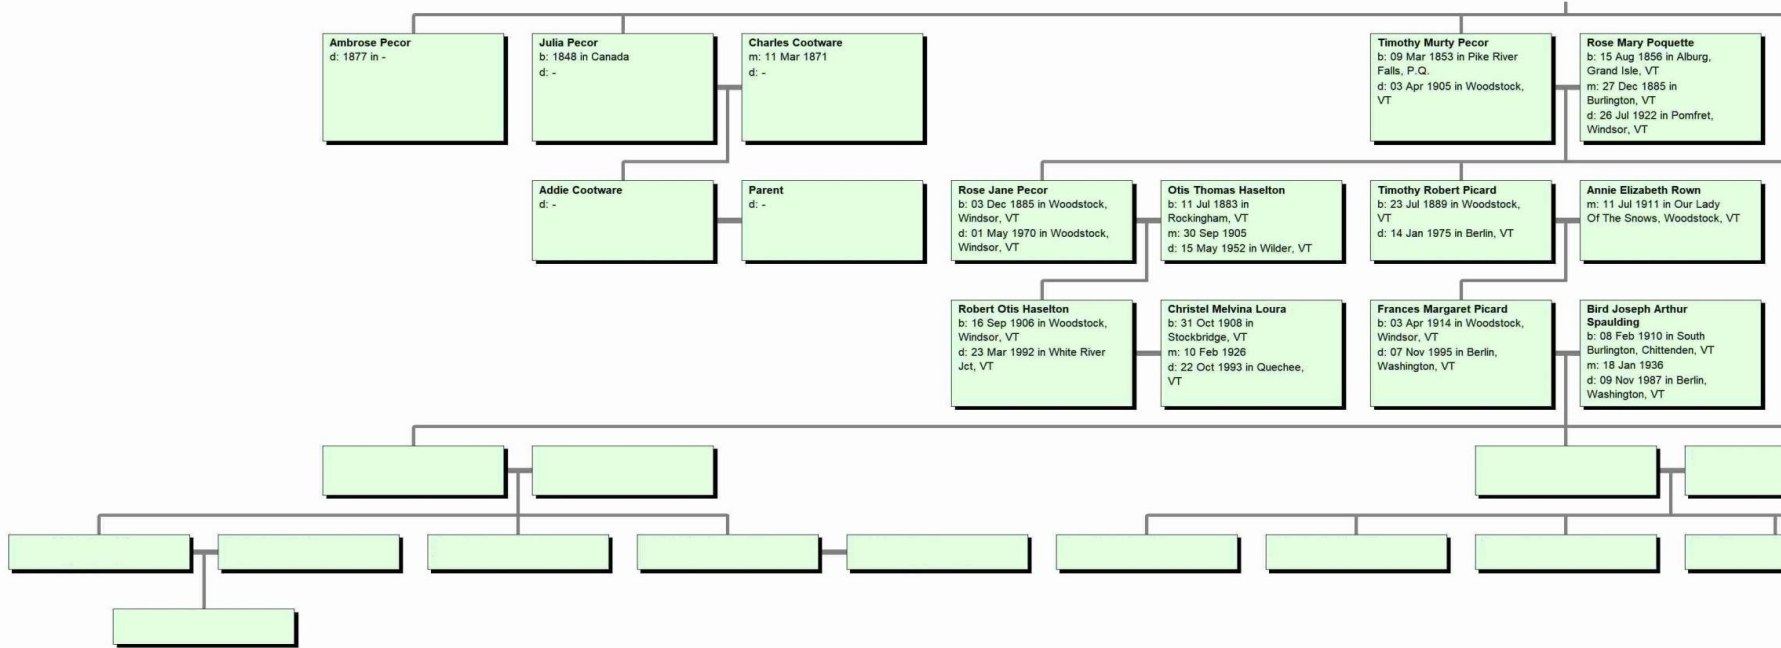 Ambrose Pecor
d: 1877 in -
Julia Pecor
b: 1848 in Canada
d: -
Charles Cootware
m: 11 Mar 1871
d: -
Timothy Murty Pecor
b: 09 Mar 1853 in Pike River
Falls, P.Q.
d: 03 Apr 1905 in Woodstock,
VT
Rose Mary Poquette
b: 15 Aug 1856 in Alburg,
Grand Isle, VT
m: 27 Dec 1885 in
Burlington, VT
d: 26 Jul 1922 in Pomfret,
Windsor, VT
Addie Cootware
d: -
Parent
d: -
Rose Jane Pecor
b: 03 Dec 1885 in Woodstock,
Windsor, VT
d: 01 May 1970 in Woodstock,
Windsor, VT
Otis Thomas Haselton
b: 11 Jul 1883 in
Rockingham, VT
m: 30 Sep 1905
d: 15 May 1952 in Wilder, VT
Timothy Robert Picard
b: 23 Jul 1889 in Woodstock,
VT
d: 14 Jan 1975 in Berlin, VT
Annie Elizabeth Rown
m: 11 Jul 1911 in Our Lady
Of The Snows, Woodstock, VT
Robert Otis Haselton
b: 16 Sep 1906 in Woodstock,
Windsor, VT
d: 23 Mar 1992 in White River
Jct, VT
Christel Melvina Loura
b: 31 Oct 1908 in
Stockbridge, VT
m: 10 Feb 1926
d: 22 Oct 1993 in Quechee,
VT
Frances Margaret Picard
b: 03 Apr 1914 in Woodstock,
Windsor, VT
d: 07 Nov 1995 in Berlin,
Washington, VT
Bird Joseph Arthur
Spaulding
b: 08 Feb 1910 in South
Burlington, Chittenden, VT
m: 18 Jan 1936
d: 09 Nov 1987 in Berlin,
Washington, VT